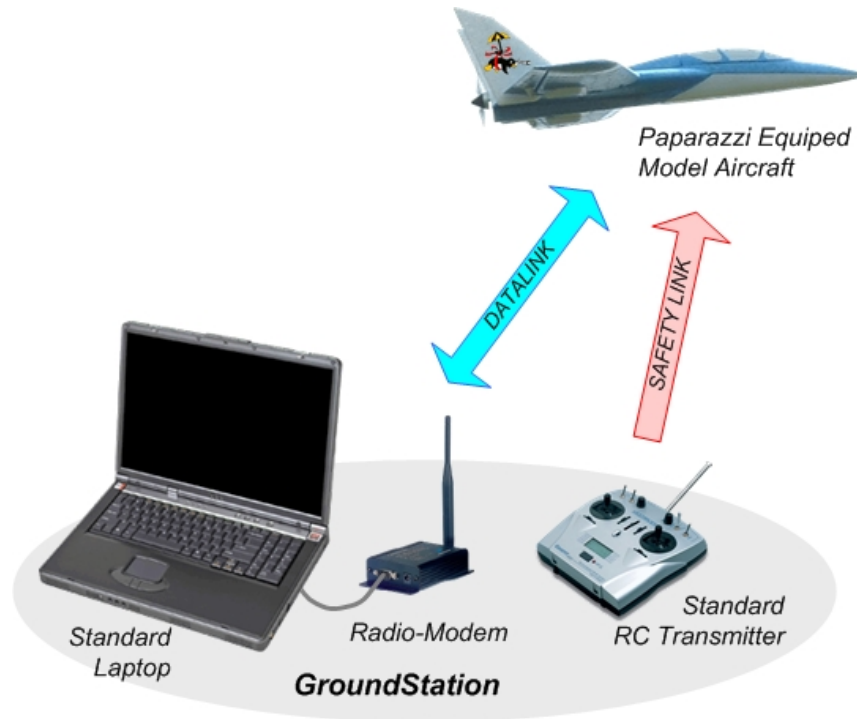 Paparazzi Equiped
Model Aircraft
DATALINK
SAFETY LINK
Standard
Laptop
Radio-Modem
Standard
RC Transmitter
GroundStation